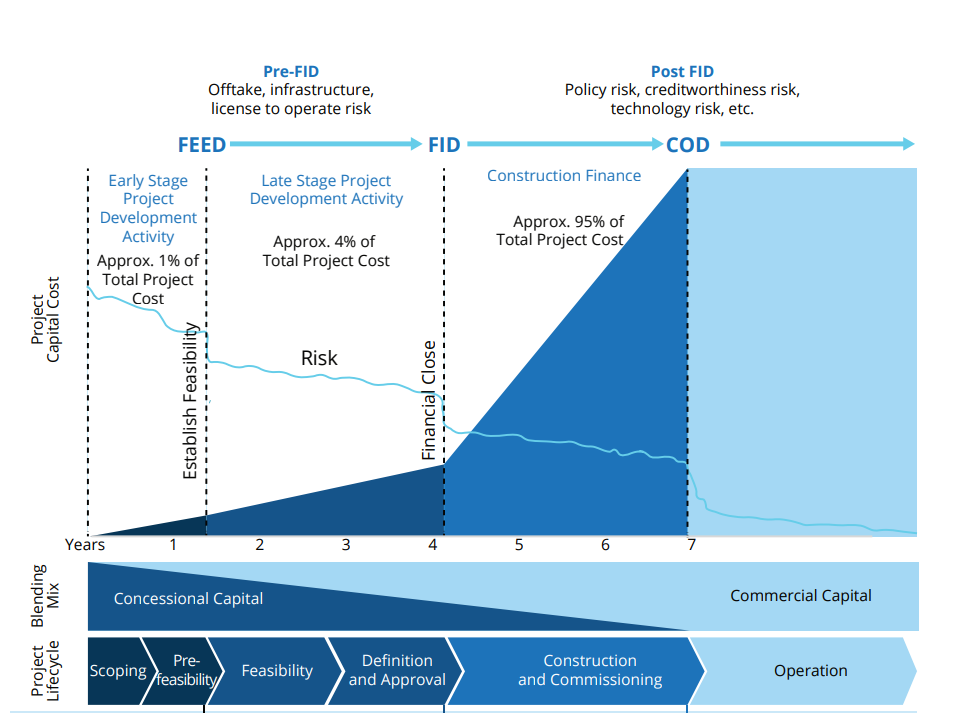 Pre-FID
Offtake, infrastructure,
license to operate risk
Post FID
Policy risk, creditworthiness risk,
technology risk, etc.
FEED
FID
COD
Early Stage
Project
Development
Activity
Approx. 1% of
Total Project
Cost
Late Stage Project
Development Activity
Approx. 4% of
Total Project Cost
Construction Finance
Approx. 95% of
Total Project Cost
Project
Capital Cost
Establish Feasibility
Risk
Financial Close
Years 1 2 3 4 5 6 7
Blending
Mix
Concessional Capital
Commercial Capital
Project
Lifecycle
Scoping
Pre-
feasibility
Feasibility
Definition
and Approval
Construction
and Commissioning
Operation